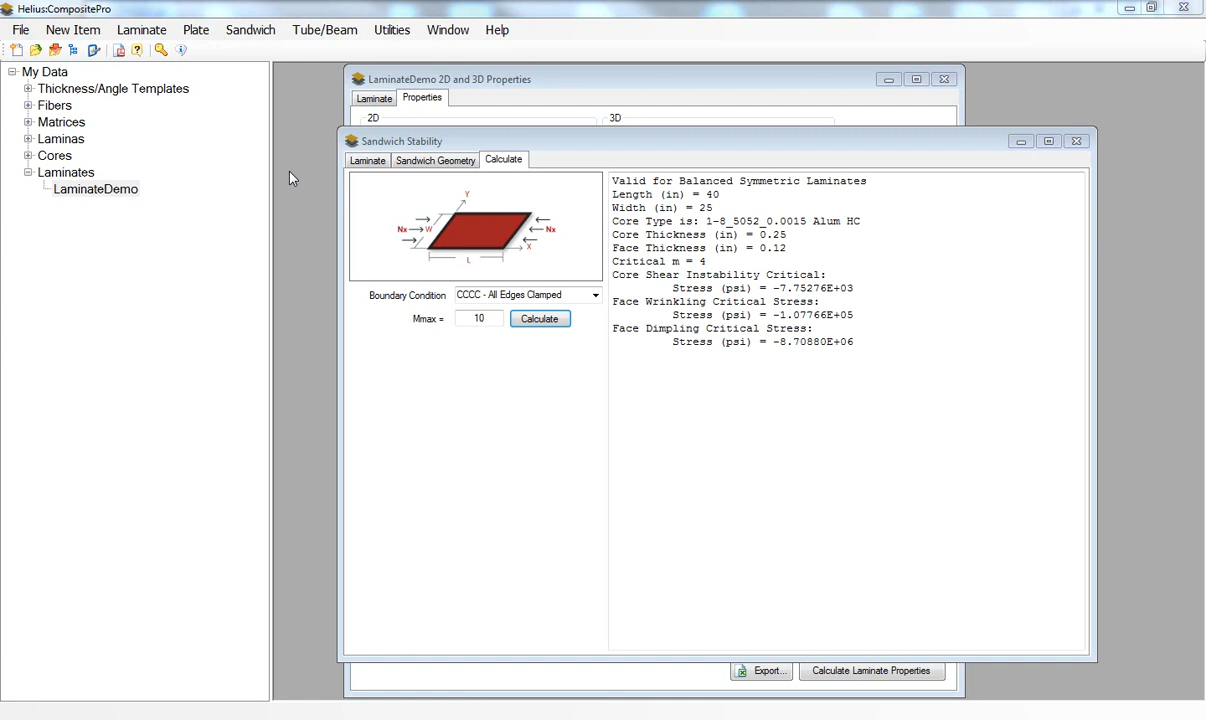 Helius:CompositePro
File New Item Laminate Plate Sandwich Tube/Beam Utilities Window Help
My Data
Thickness/Angle Templates
Fibers
Matrices
Laminas
Cores
Laminates
LaminateDemo
LaminateDemo 2D and 3D Properties
Laminate Properties
2D 3D
Sandwich Stability
Laminate Sandwich Geometry Calculate
Y
Nx W Nx
X
L
Boundary Condition CCCC - All Edges Clamped
Mmax = 10 Calculate
Valid for Balanced Symmetric Laminates
Length (in) = 40
Width (in) = 25
Core Type is: 1-8_5052_0.0015 Alum HC
Core Thickness (in) = 0.25
Face Thickness (in) = 0.12
Critical m = 4
Core Shear Instability Critical:
Stress (psi) = -7.75276E+03
Face Wrinkling Critical Stress:
Stress (psi) = -1.07766E+05
Face Dimpling Critical Stress:
Stress (psi) = -8.70880E+06
Export... Calculate Laminate Properties